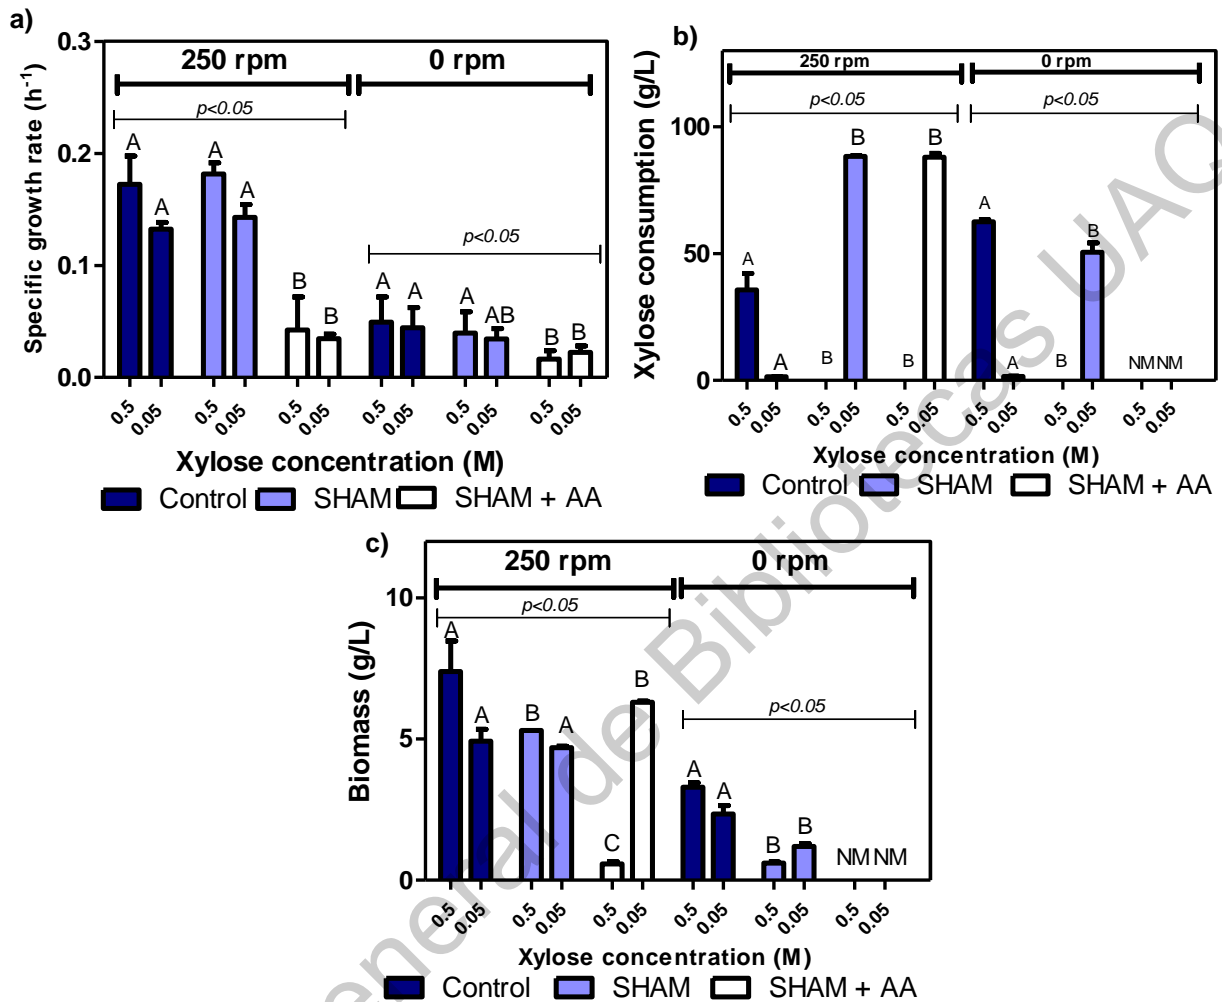 a)
0.3
0.2
0.1
0.0
Specific growth rate (h⁻¹)
250 rpm 0 rpm
p<0.05
p<0.05
A A A A B B A A A AB B B
0.5 0.05 0.5 0.05 0.5 0.05 0.5 0.05 0.5 0.05 0.5 0.05
Xylose concentration (M)
Control SHAM SHAM + AA
b)
100
50
0
Xylose consumption (g/L)
250 rpm 0 rpm
p<0.05 p<0.05
A A B B B B A A B B NM NM
0.5 0.05 0.5 0.05 0.5 0.05 0.5 0.05 0.5 0.05 0.5 0.05
Xylose concentration (M)
Control SHAM SHAM + AA
c)
10
5
0
Biomass (g/L)
250 rpm 0 rpm
p<0.05
p<0.05
A A B A C B A A B B NM NM
0.5 0.05 0.5 0.05 0.5 0.05 0.5 0.05 0.5 0.05 0.5 0.05
Xylose concentration (M)
Control SHAM SHAM + AA
eneral de Bibliotecas UAQ